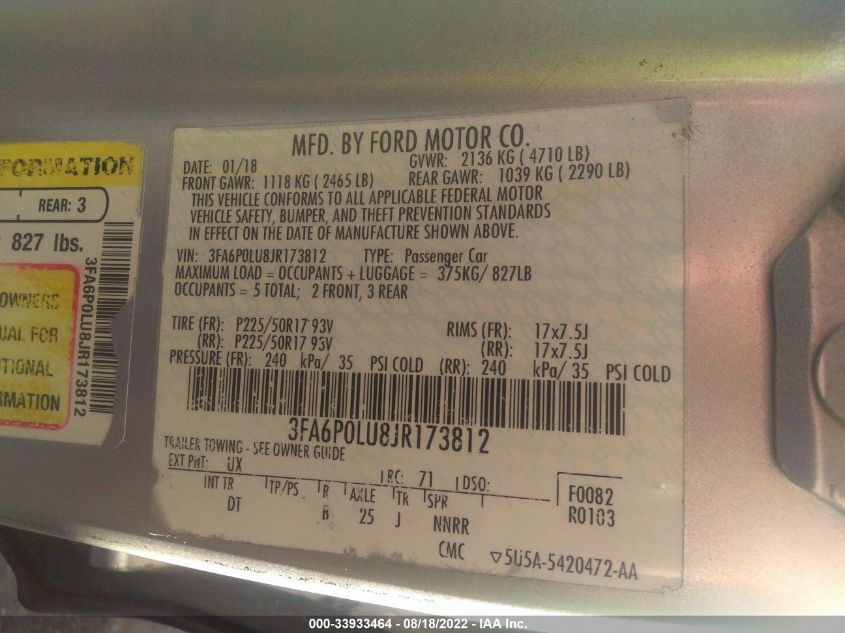 FORMATION
REAR: 3
827 lbs.
OWNERS
UAL FOR
ITIONAL
RMATION
3FA6P0LU8JR173812
MFD. BY FORD MOTOR CO.
DATE: 01/18 GVWR: 2136 KG ( 4710 LB)
FRONT GAWR: 1118 KG ( 2465 LB) REAR GAWR: 1039 KG ( 2290 LB)
THIS VEHICLE CONFORMS TO ALL APPLICABLE FEDERAL MOTOR
VEHICLE SAFETY, BUMPER, AND THEFT PREVENTION STANDARDS
IN EFFECT ON THE DATE OF MANUFACTURE SHOWN ABOVE.
VIN: 3FA6P0LU8JR173812 TYPE: Passenger Car
MAXIMUM LOAD = OCCUPANTS + LUGGAGE = 375KG/ 827LB
OCCUPANTS = 5 TOTAL; 2 FRONT, 3 REAR
TIRE (FR): P225/50R17 93V RIMS (FR): 17x7.5J
(RR): P225/50R17 93V (RR): 17x7.5J
PRESSURE (FR): 240 kPa/ 35 PSI COLD (RR): 240 kPa/ 35 PSI COLD
3FA6P0LU8JR173812
TRAILER TOWING - SEE OWNER GUIDE
EXT PNT: UX RC: 71 DSO:
INT TR TP/PS R AXLE TR SPR F0082
DT B 25 J NNRR R0103
CMC ▽5U5A-5420472-AA
000-33933464 - 08/18/2022 - IAA Inc.